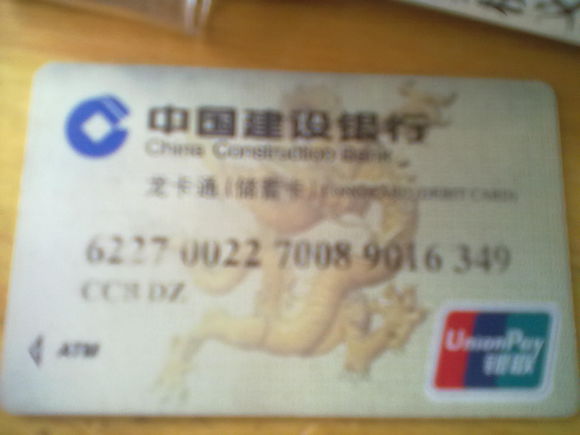 中国建设银行
China Construction Bank
龙卡通(储蓄卡) (DEBIT CARD)
6227 0022 7008 9016 349
CCB DZ
ATM
UnionPay
银联